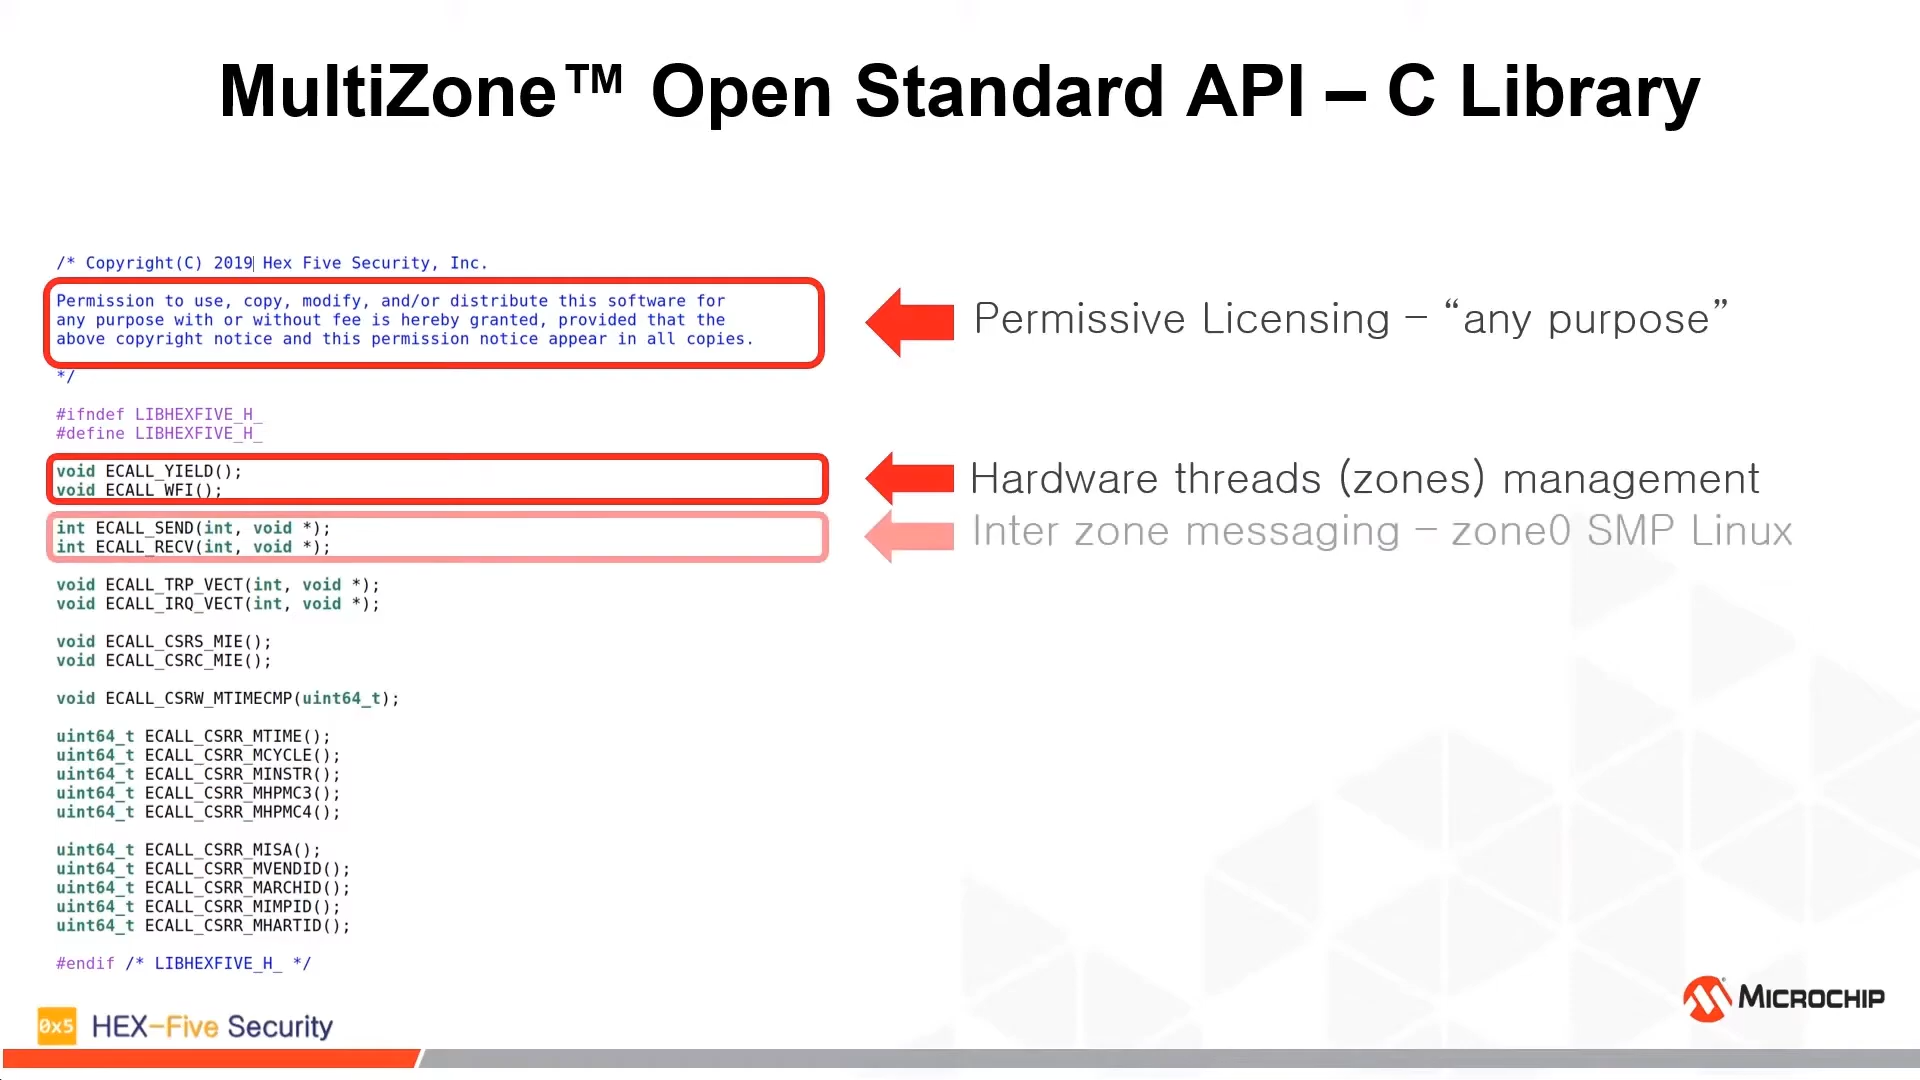 MultiZone™ Open Standard API – C Library
/* Copyright(C) 2019 Hex Five Security, Inc.
Permission to use, copy, modify, and/or distribute this software for
any purpose with or without fee is hereby granted, provided that the
above copyright notice and this permission notice appear in all copies.
*/
Permissive Licensing – “any purpose”
#ifndef LIBHEXFIVE_H_
#define LIBHEXFIVE_H_
void ECALL_YIELD();
void ECALL_WFI();
Hardware threads (zones) management
int ECALL_SEND(int, void *);
int ECALL_RECV(int, void *);
Inter zone messaging – zone0 SMP Linux
void ECALL_TRP_VECT(int, void *);
void ECALL_IRQ_VECT(int, void *);
void ECALL_CSRS_MIE();
void ECALL_CSRC_MIE();
void ECALL_CSRW_MTIMECMP(uint64_t);
uint64_t ECALL_CSRR_MTIME();
uint64_t ECALL_CSRR_MCYCLE();
uint64_t ECALL_CSRR_MINSTR();
uint64_t ECALL_CSRR_MHPMC3();
uint64_t ECALL_CSRR_MHPMC4();
uint64_t ECALL_CSRR_MISA();
uint64_t ECALL_CSRR_MVENDID();
uint64_t ECALL_CSRR_MARCHID();
uint64_t ECALL_CSRR_MIMPID();
uint64_t ECALL_CSRR_MHARTID();
#endif /* LIBHEXFIVE_H_ */
0x5 HEX-Five Security
MICROCHIP